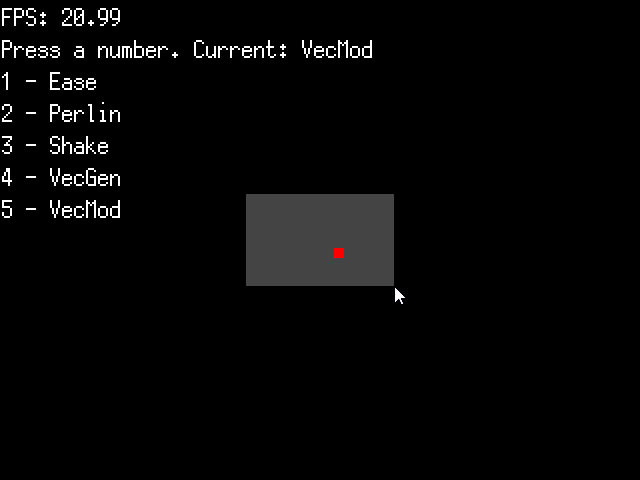 FPS: 20.99
Press a number. Current: VecMod
1 - Ease
2 - Perlin
3 - Shake
4 - VecGen
5 - VecMod